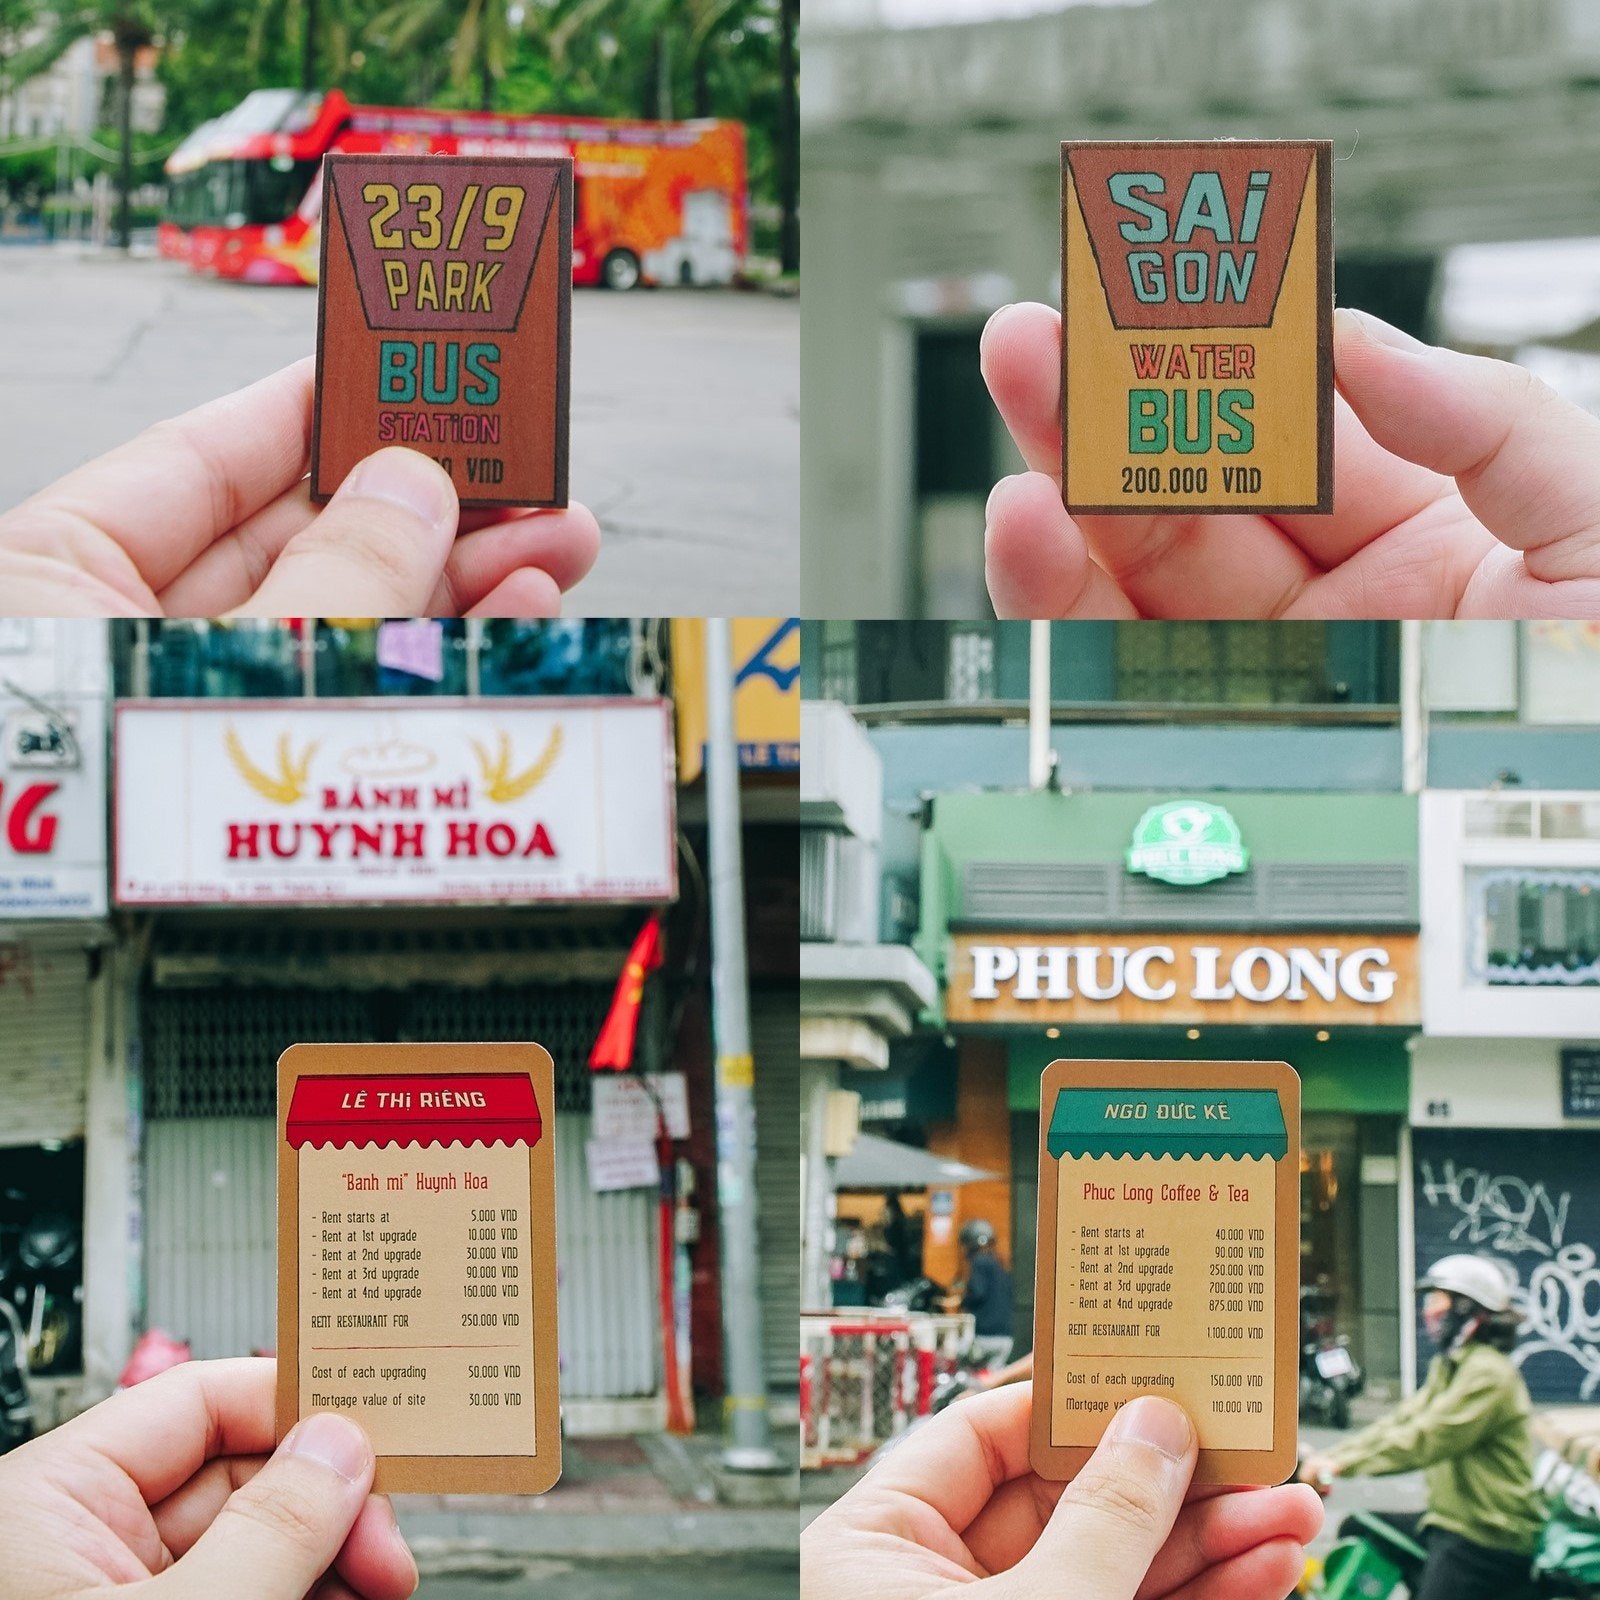 23/9
PARK
BUS
STATiON
VND
SAi
GON
WATER
BUS
200.000 VND
BÁNH MÌ
HUYNH HOA
G
LÊ THỊ RiÊNG
"Banh mi" Huynh Hoa
- Rent starts at 5.000 VND
- Rent at 1st upgrade 10.000 VND
- Rent at 2nd upgrade 30.000 VND
- Rent at 3rd upgrade 90.000 VND
- Rent at 4nd upgrade 160.000 VND
RENT RESTAURANT FOR 250.000 VND
Cost of each upgrading 50.000 VND
Mortgage value of site 30.000 VND
PHUC LONG
PHUC LONG
NGÔ ĐỨC KẾ
Phuc Long Coffee & Tea
- Rent starts at 40.000 VND
- Rent at 1st upgrade 90.000 VND
- Rent at 2nd upgrade 250.000 VND
- Rent at 3rd upgrade 700.000 VND
- Rent at 4nd upgrade 875.000 VND
RENT RESTAURANT FOR 1.100.000 VND
Cost of each upgrading 150.000 VND
Mortgage 110.000 VND